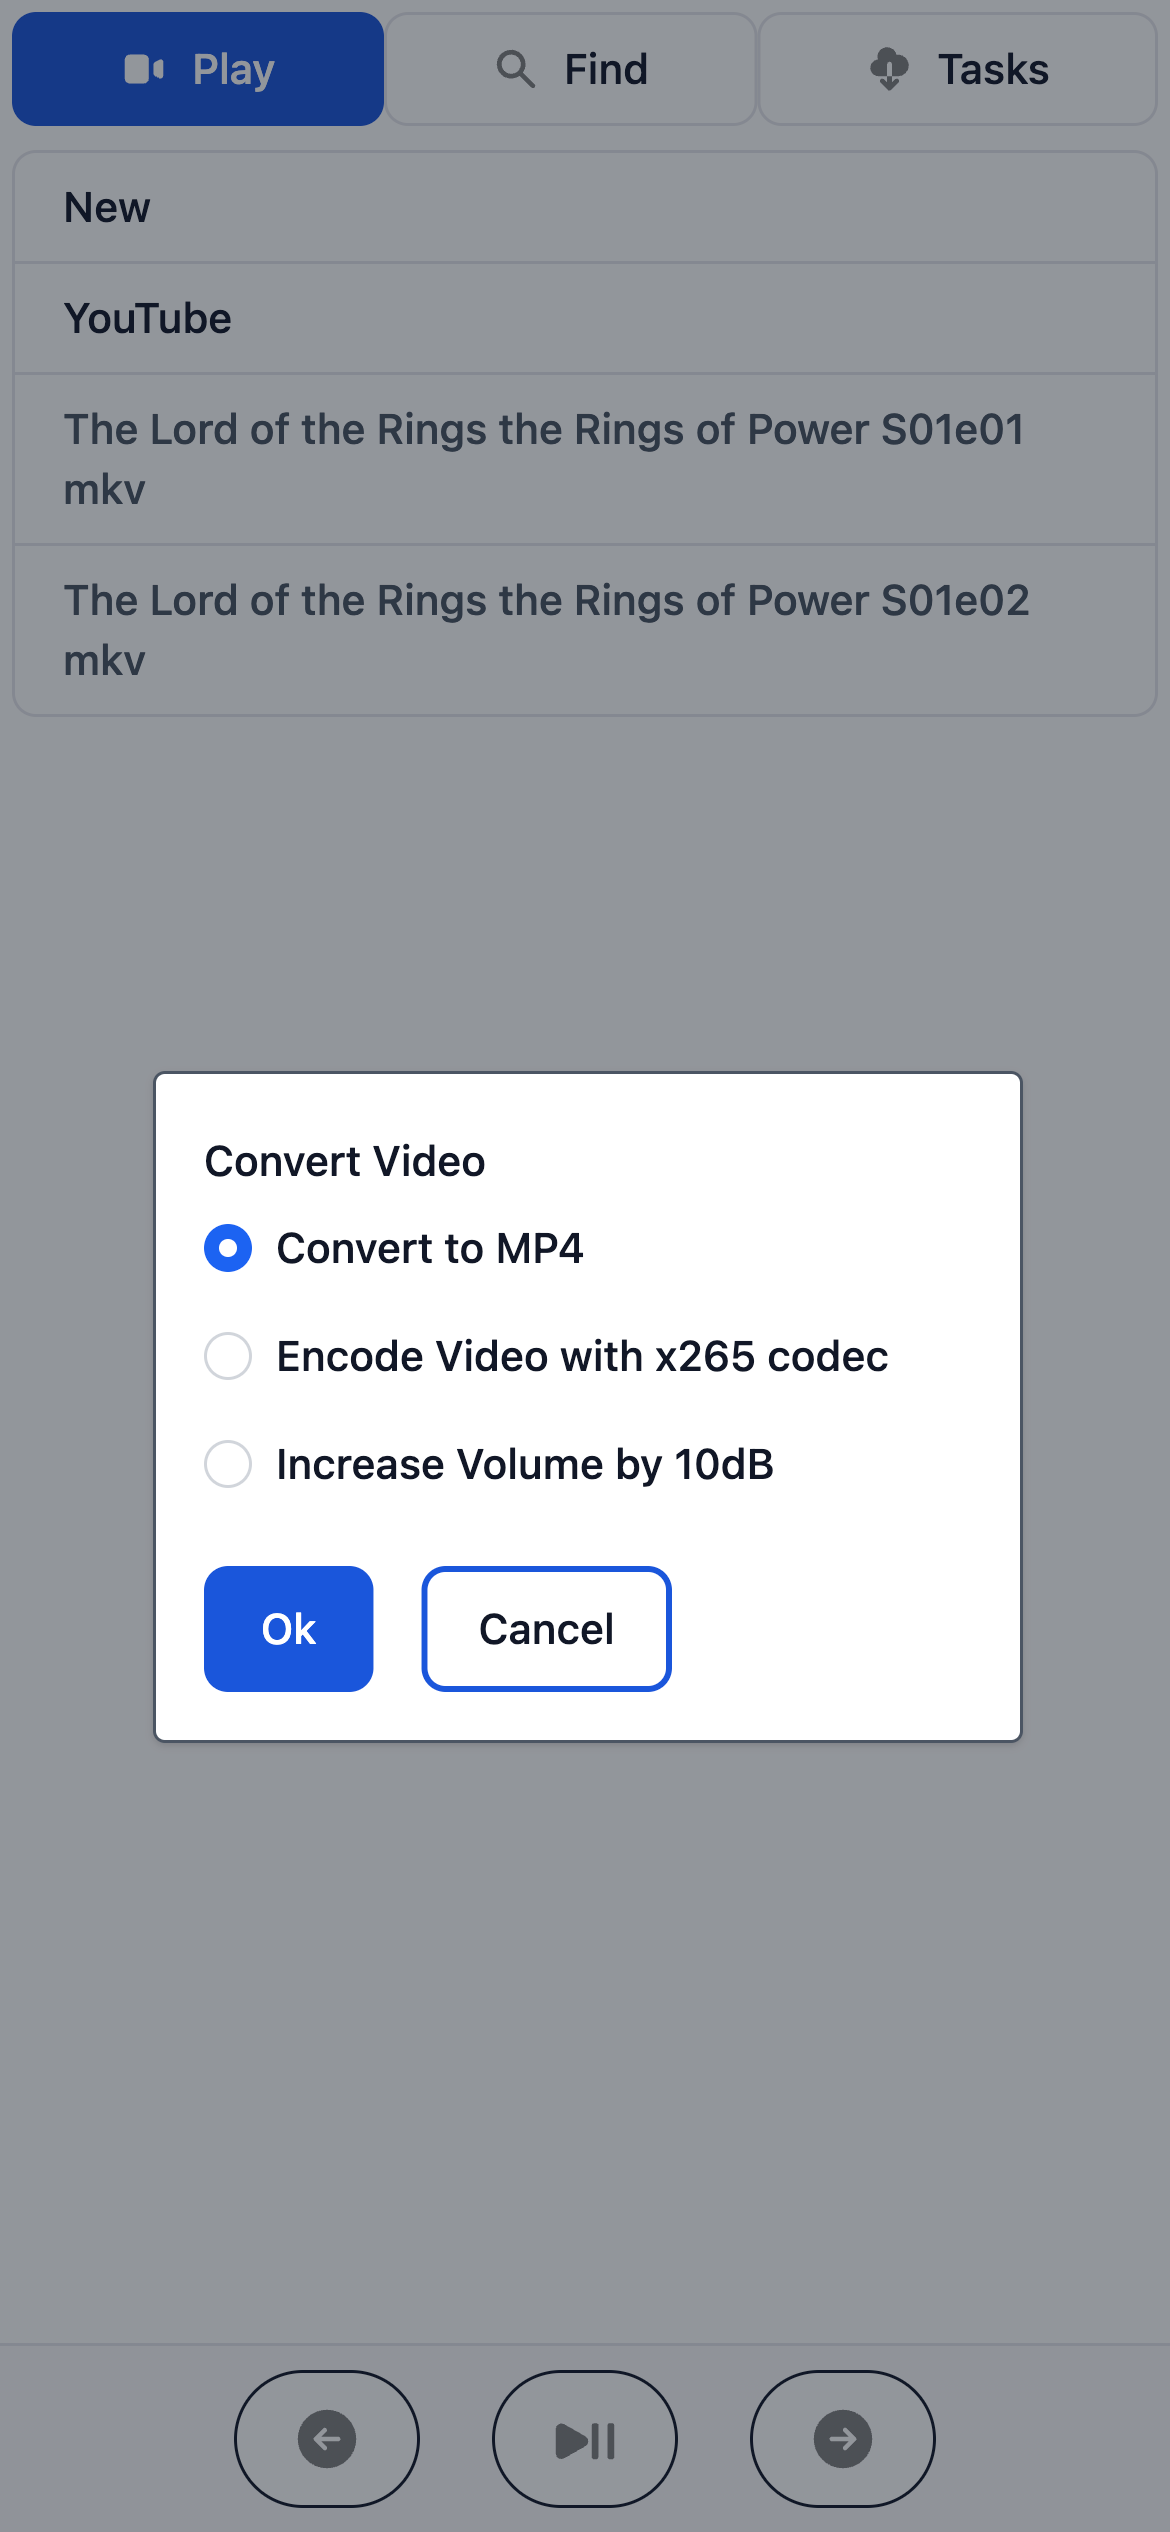 Play
Find
Tasks
New
YouTube
The Lord of the Rings the Rings of Power S01e01
mkv
The Lord of the Rings the Rings of Power S01e02
mkv
Convert Video
Convert to MP4
Encode Video with x265 codec
Increase Volume by 10dB
Ok
Cancel